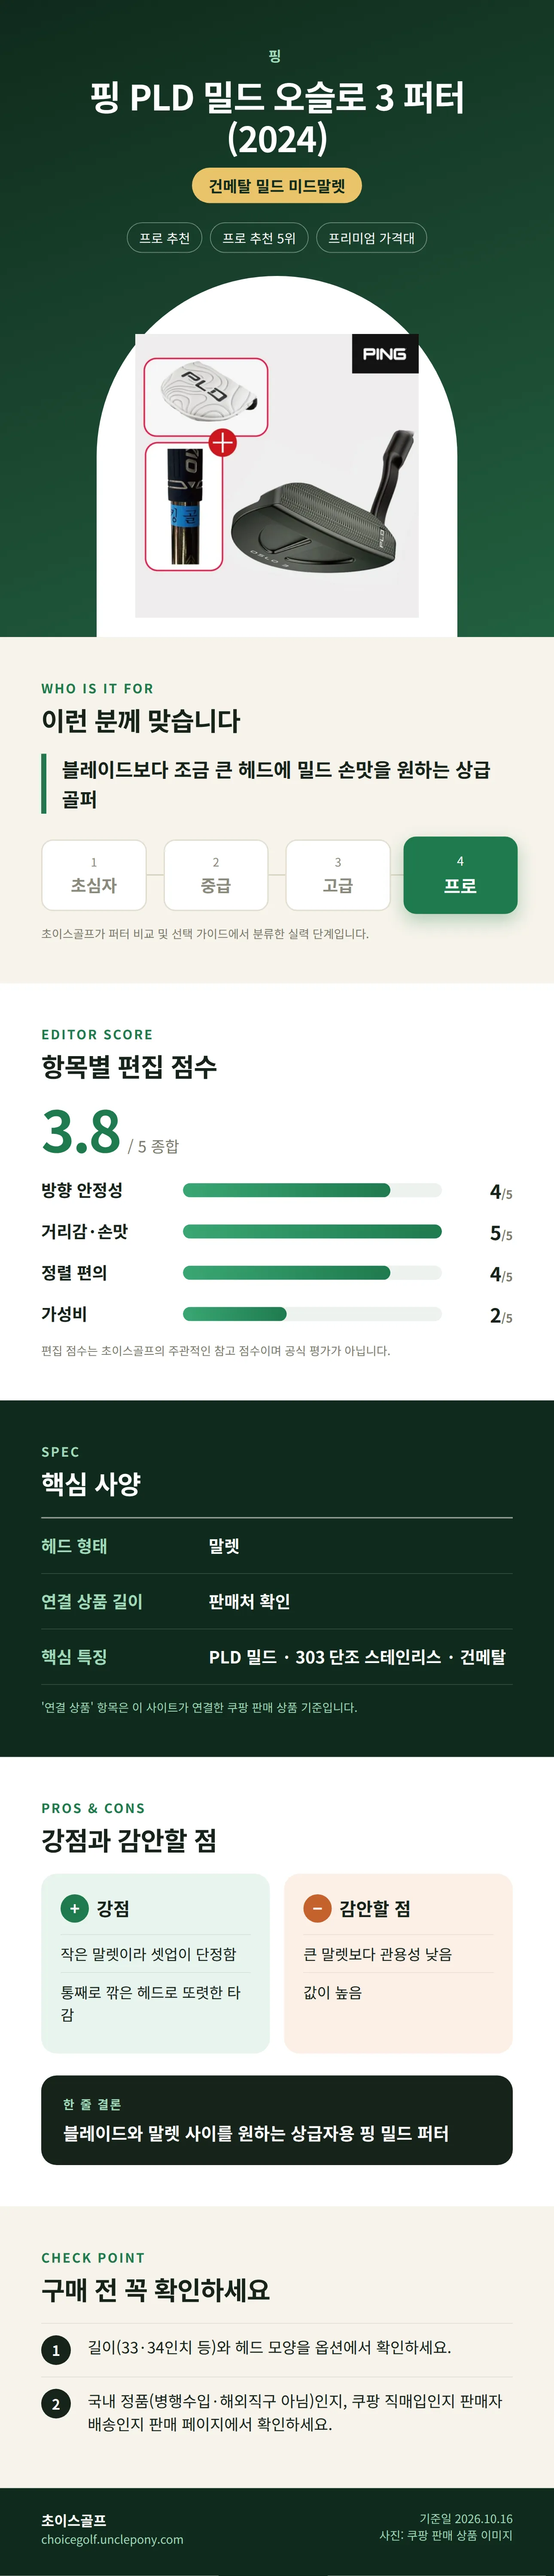 핑
핑 PLD 밀드 오슬로 3 퍼터
(2024)
건메탈 밀드 미드말렛
프로 추천
프로 추천 5위
프리미엄 가격대
PING
PLD
PLD
OSLO 3
WHO IS IT FOR
이런 분께 맞습니다
블레이드보다 조금 큰 헤드에 밀드 손맛을 원하는 상급
골퍼
1
초심자
2
중급
3
고급
4
프로
초이스골프가 퍼터 비교 및 선택 가이드에서 분류한 실력 단계입니다.
EDITOR SCORE
항목별 편집 점수
3.8 / 5 종합
방향 안정성 4/5
거리감·손맛 5/5
정렬 편의 4/5
가성비 2/5
편집 점수는 초이스골프의 주관적인 참고 점수이며 공식 평가가 아닙니다.
SPEC
핵심 사양
헤드 형태 말렛
연결 상품 길이 판매처 확인
핵심 특징 PLD 밀드 · 303 단조 스테인리스 · 건메탈
'연결 상품' 항목은 이 사이트가 연결한 쿠팡 판매 상품 기준입니다.
PROS & CONS
강점과 감안할 점
+ 강점
작은 말렛이라 셋업이 단정함
통째로 깎은 헤드로 또렷한 타
감
− 감안할 점
큰 말렛보다 관용성 낮음
값이 높음
한 줄 결론
블레이드와 말렛 사이를 원하는 상급자용 핑 밀드 퍼터
CHECK POINT
구매 전 꼭 확인하세요
1 길이(33·34인치 등)와 헤드 모양을 옵션에서 확인하세요.
2 국내 정품(병행수입·해외직구 아님)인지, 쿠팡 직매입인지 판매자
배송인지 판매 페이지에서 확인하세요.
초이스골프
choicegolf.unclepony.com
기준일 2026.10.16
사진: 쿠팡 판매 상품 이미지